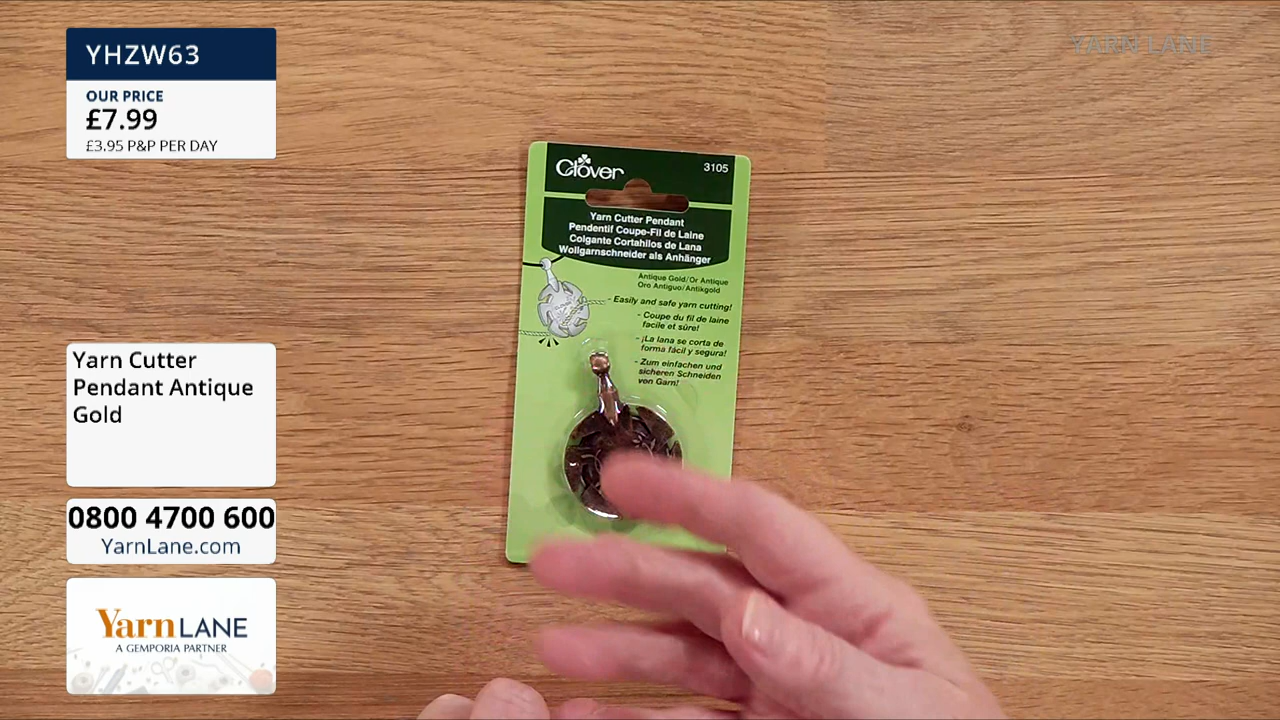 YHZW63
OUR PRICE
£7.99
£3.95 P&P PER DAY
Yarn Cutter
Pendant Antique
Gold
0800 4700 600
YarnLane.com
Yarn LANE
A GEMPORIA PARTNER
YARN LANE
Clover
3105
Yarn Cutter Pendant
Pendentif Coupe-Fil de Laine
Colgante Cortahilos de Lana
Wollgarnschneider als Anhänger
Antique Gold/Or Antique
Oro Antiguo/Antikgold
- Easily and safe yarn cutting!
- Coupe du fil de laine
facile et sûre!
- ¡La lana se corta de
forma fácil y segura!
- Zum einfachen und
sicheren Schneiden
von Garn!